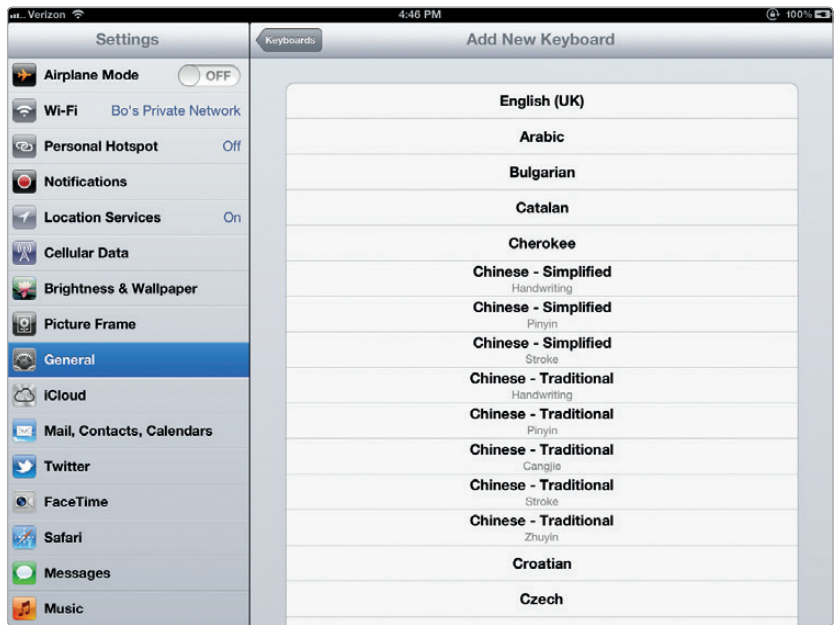 Verizon 4:46 PM 100%
Settings
Airplane Mode OFF
Wi-Fi Bo's Private Network
Personal Hotspot Off
Notifications
Location Services On
Cellular Data
Brightness & Wallpaper
Picture Frame
General
iCloud
Mail, Contacts, Calendars
Twitter
FaceTime
Safari
Messages
Music
Keyboards Add New Keyboard
English (UK)
Arabic
Bulgarian
Catalan
Cherokee
Chinese - Simplified
Handwriting
Chinese - Simplified
Pinyin
Chinese - Simplified
Stroke
Chinese - Traditional
Handwriting
Chinese - Traditional
Pinyin
Chinese - Traditional
Cangjie
Chinese - Traditional
Stroke
Chinese - Traditional
Zhuyin
Croatian
Czech